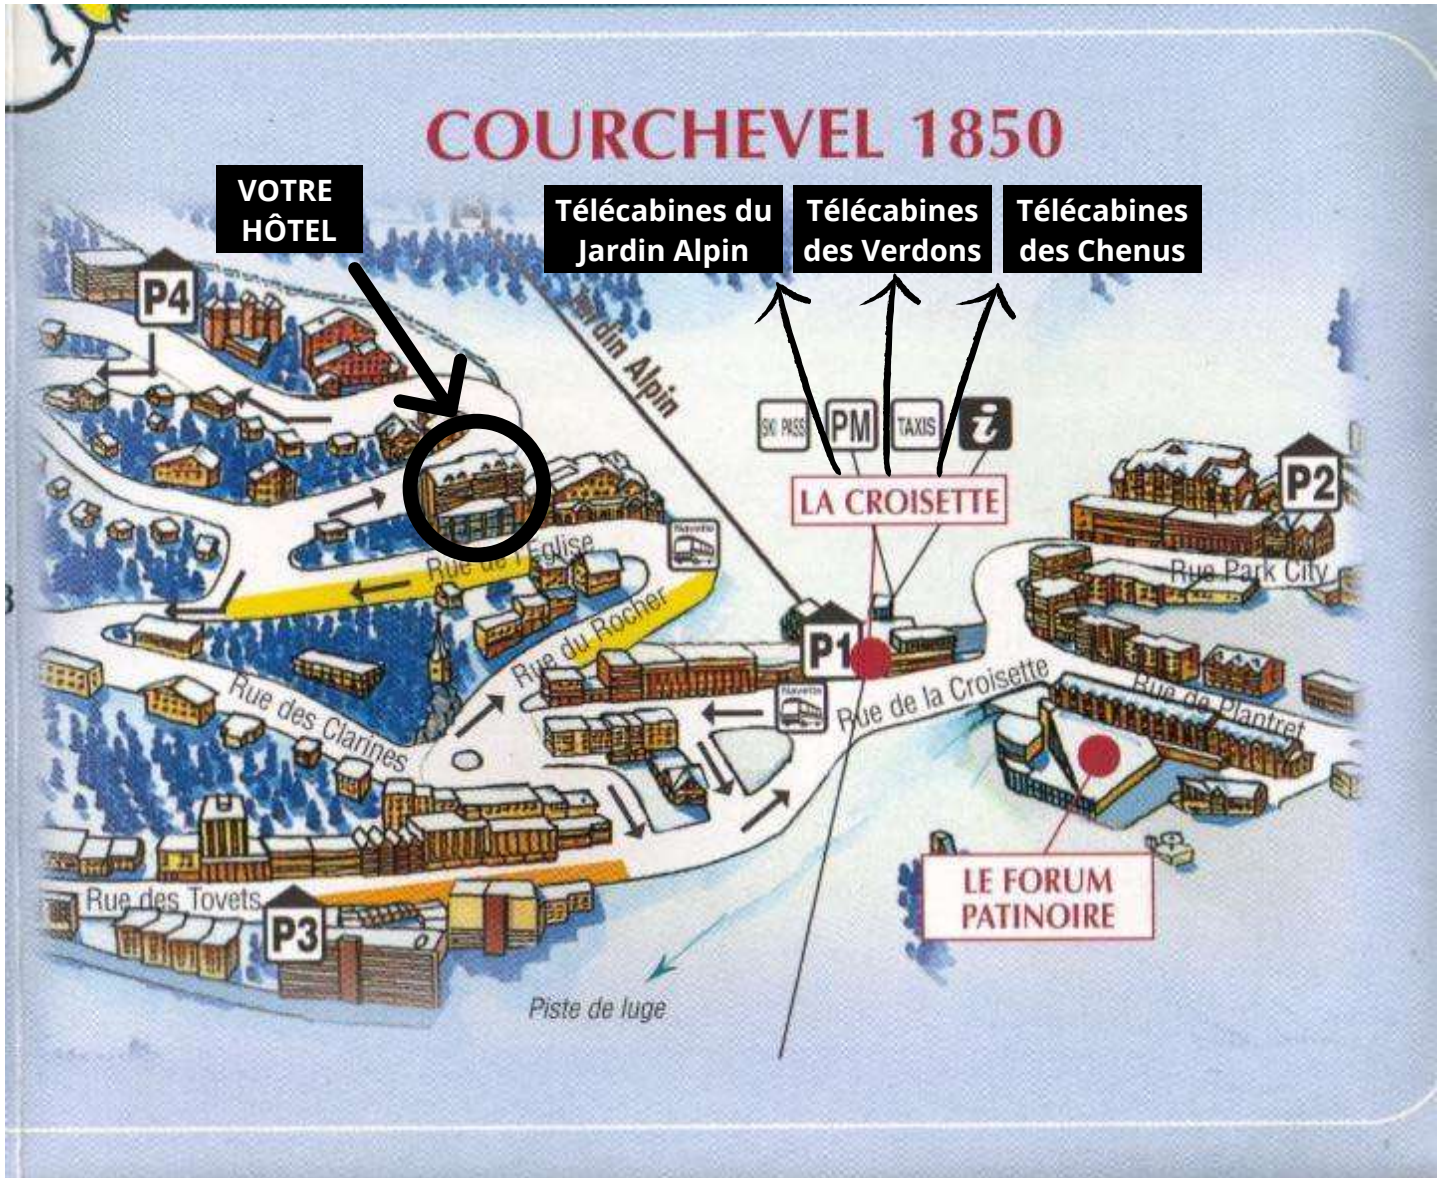 COURCHEVEL 1850
VOTRE
HÔTEL
Télécabines du
Jardin Alpin
Télécabines
des Verdons
Télécabines
des Chenus
P4
Jardin Alpin
SKI PASS
PM
TAXIS
i
LA CROISETTE
P2
Navette
Rue de l'Eglise
Rue Park City
Rue du Rocher
P1
Rue des Clarines
Navette
Rue de la Croisette
Rue de Plantret
Rue des Tovets
P3
LE FORUM
PATINOIRE
Piste de luge